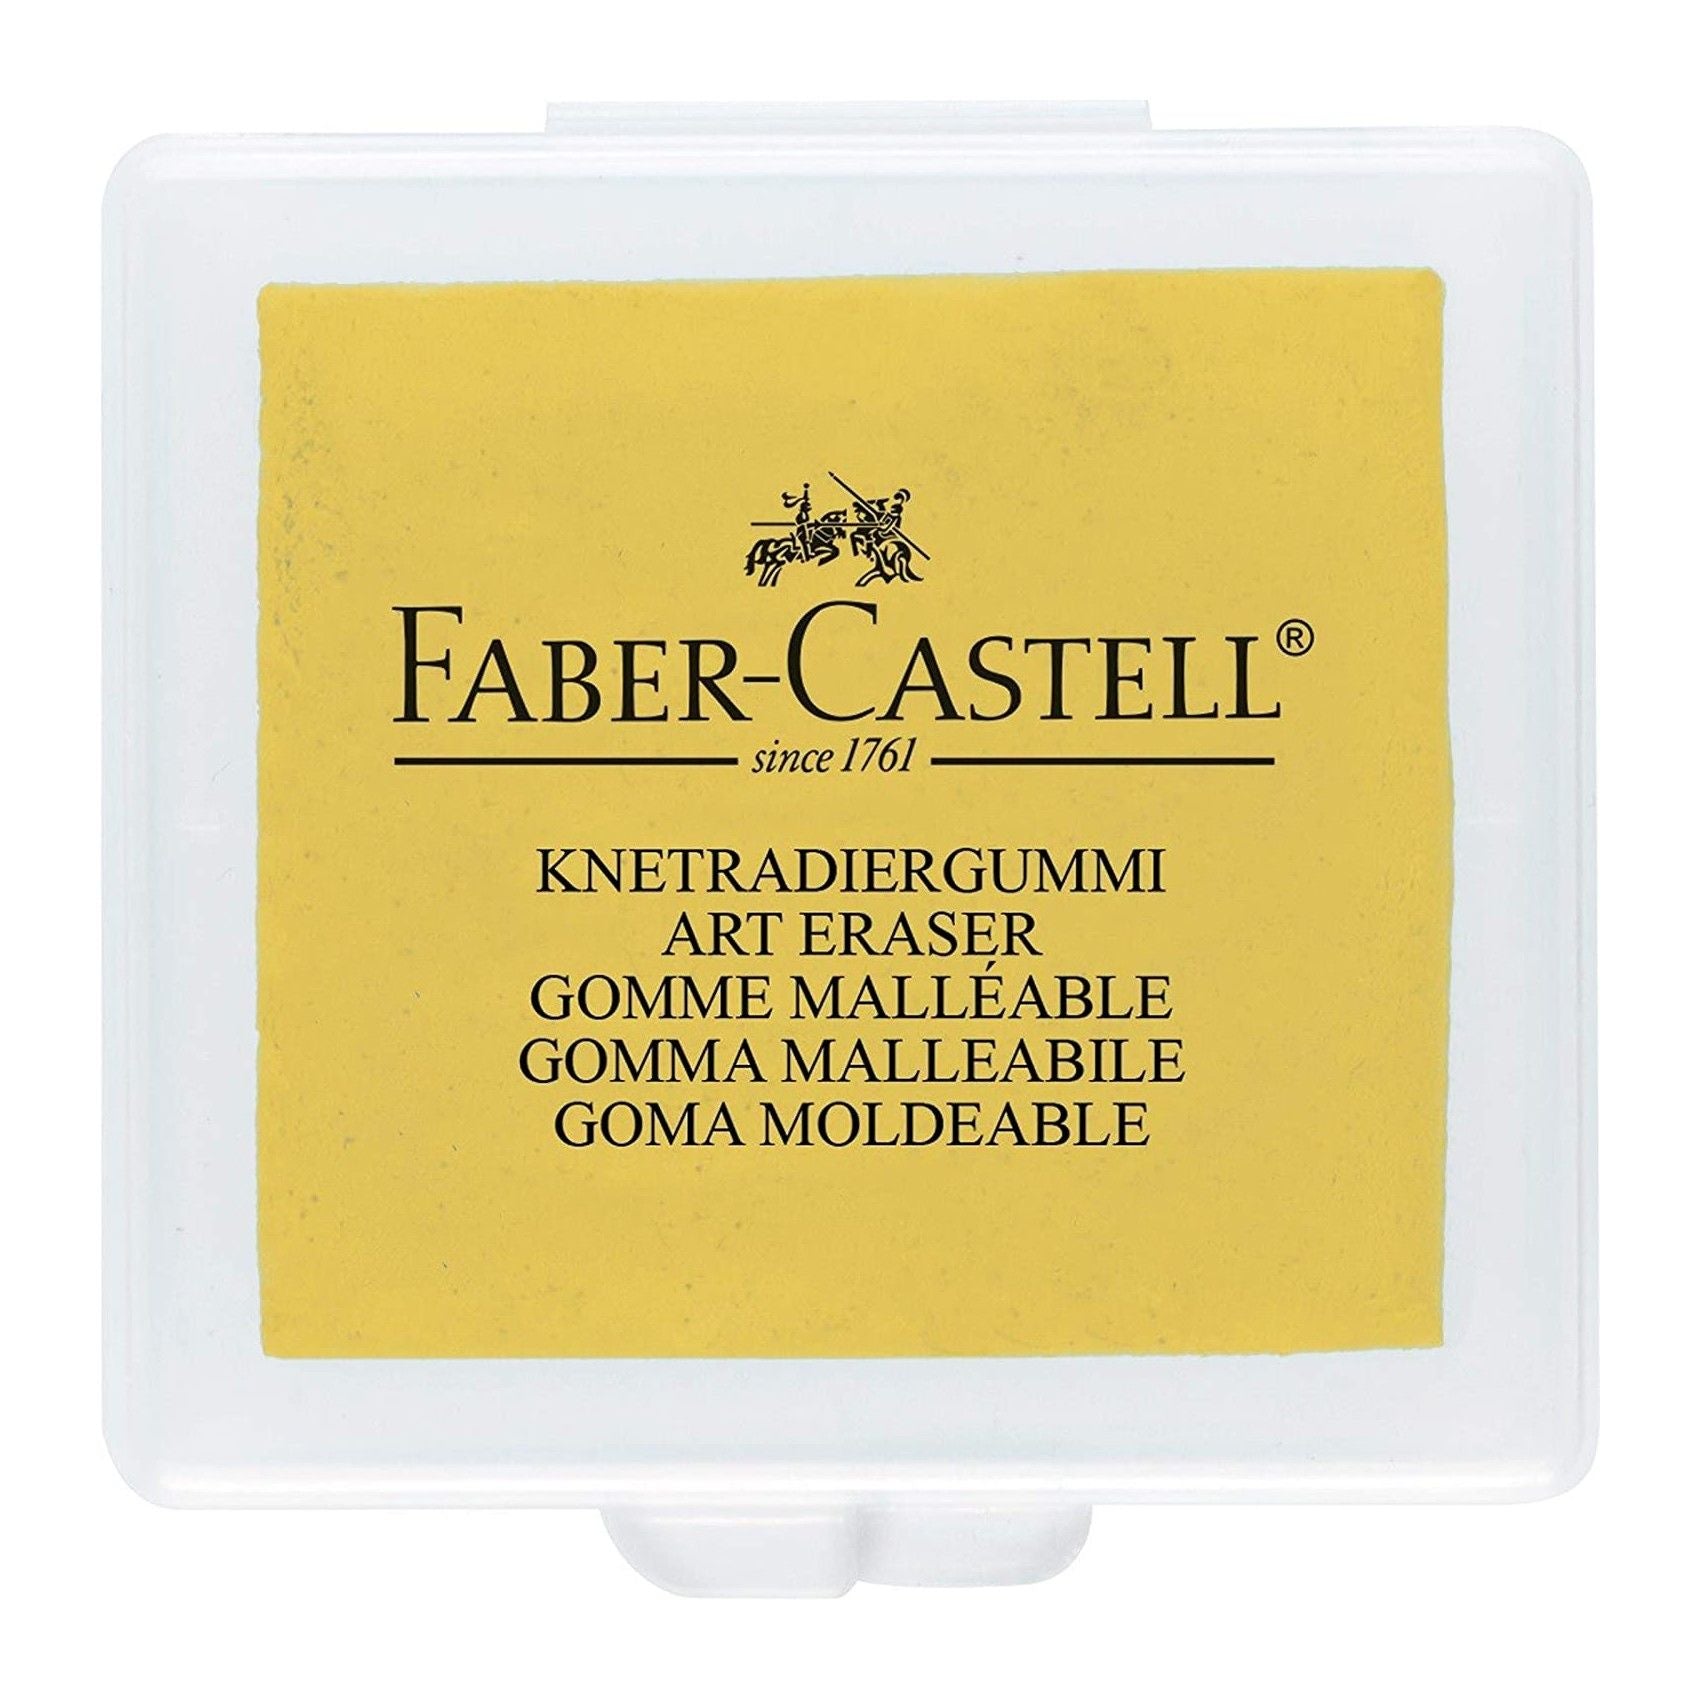 FABER-CASTELL®
since 1761
KNETRADIERGUMMI
ART ERASER
GOMME MALLÉABLE
GOMMA MALLEABILE
GOMA MOLDEABLE